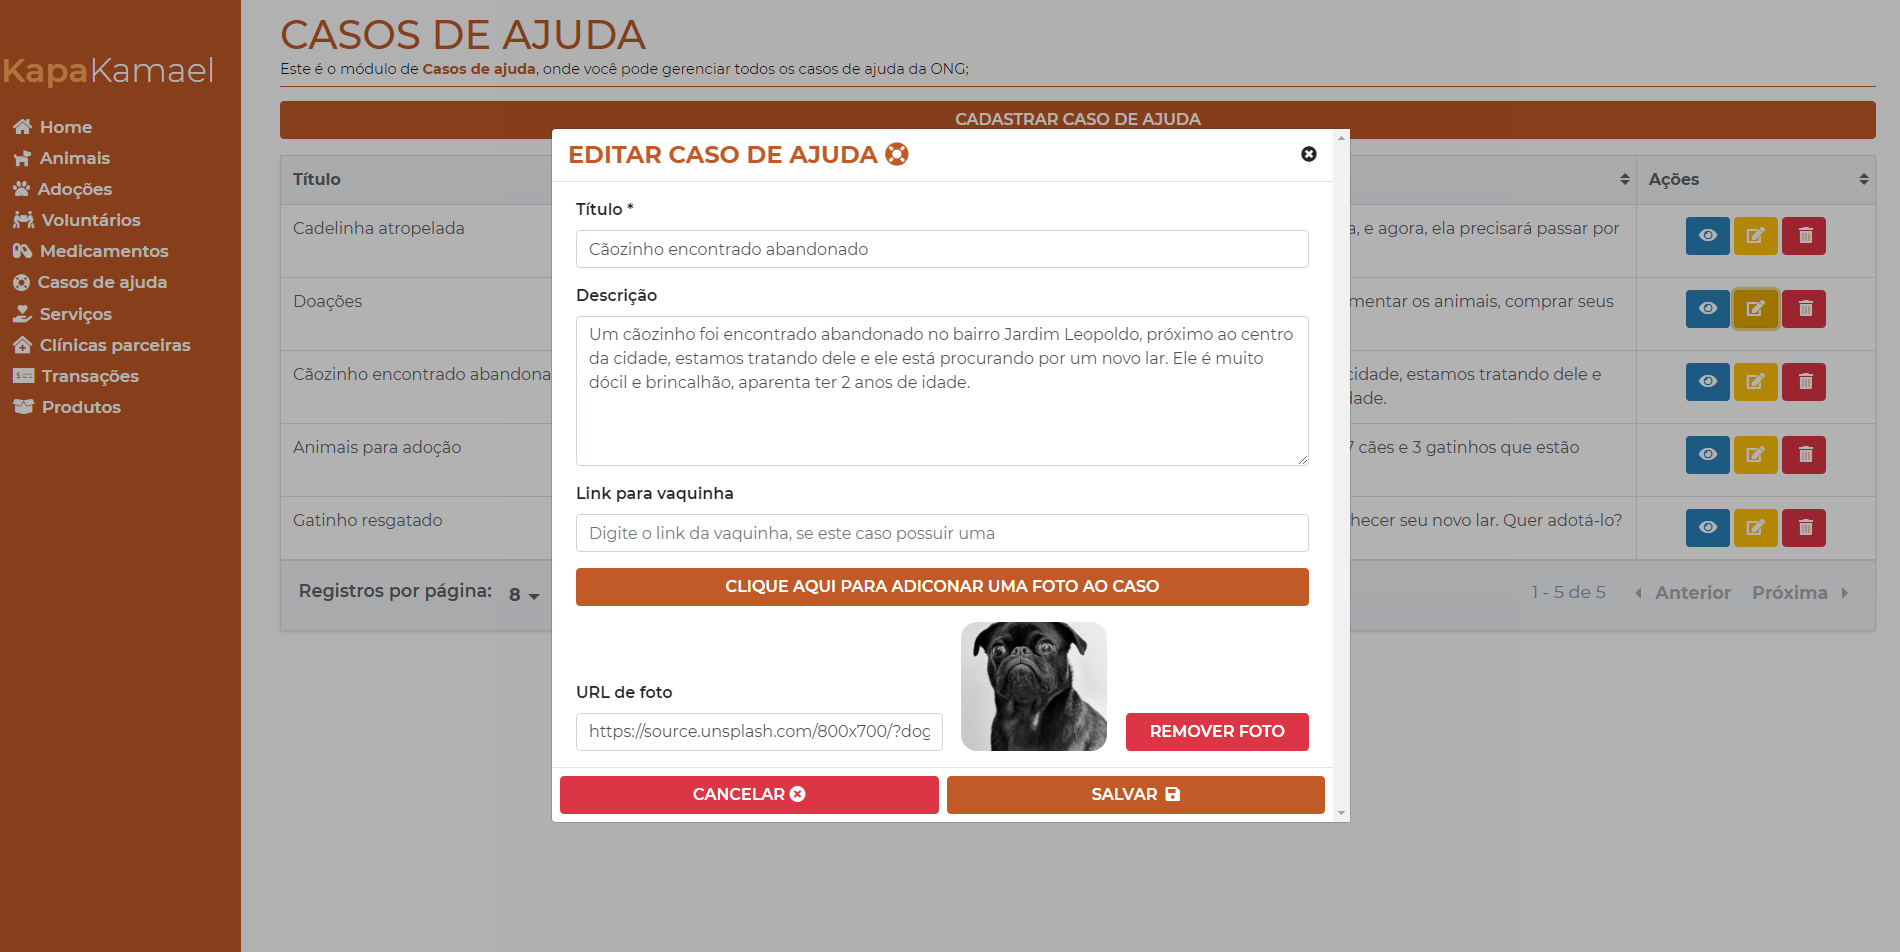 KapaKamael
Home
Animais
Adoções
Voluntários
Medicamentos
Casos de ajuda
Serviços
Clínicas parceiras
Transações
Produtos
CASOS DE AJUDA
Este é o módulo de Casos de ajuda, onde você pode gerenciar todos os casos de ajuda da ONG;
CADASTRAR CASO DE AJUDA
Título
Ações
Cadelinha atropelada
a, e agora, ela precisará passar por
Doações
mentar os animais, comprar seus
Cãozinho encontrado abandona
cidade, estamos tratando dele e
dade.
Animais para adoção
7 cães e 3 gatinhos que estão
Gatinho resgatado
hecer seu novo lar. Quer adotá-lo?
Registros por página: 8
1 - 5 de 5 Anterior Próxima
EDITAR CASO DE AJUDA
Título *
Cãozinho encontrado abandonado
Descrição
Um cãozinho foi encontrado abandonado no bairro Jardim Leopoldo, próximo ao centro
da cidade, estamos tratando dele e ele está procurando por um novo lar. Ele é muito
dócil e brincalhão, aparenta ter 2 anos de idade.
Link para vaquinha
Digite o link da vaquinha, se este caso possuir uma
CLIQUE AQUI PARA ADICONAR UMA FOTO AO CASO
URL de foto
https://source.unsplash.com/800x700/?dog
REMOVER FOTO
CANCELAR
SALVAR